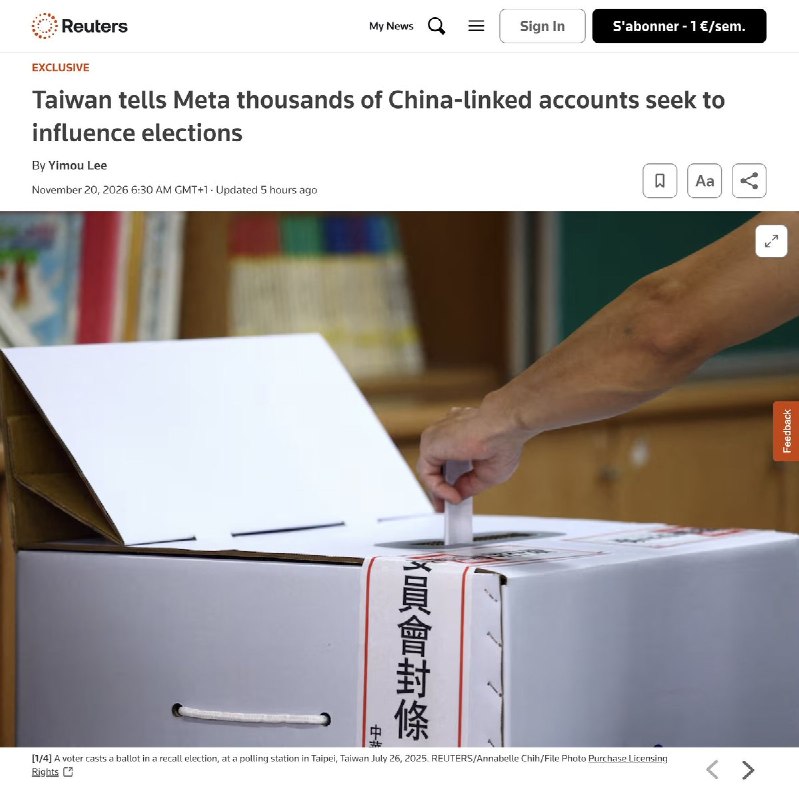 Reuters
My News
Sign In
S'abonner - 1 €/sem.
EXCLUSIVE
Taiwan tells Meta thousands of China-linked accounts seek to
influence elections
By Yimou Lee
November 20, 2026 6:30 AM GMT+1 · Updated 5 hours ago
Aa
Feedback
委員會封條
中華
[1/4] A voter casts a ballot in a recall election, at a polling station in Taipei, Taiwan July 26, 2025. REUTERS/Annabelle Chih/File Photo Purchase Licensing
Rights